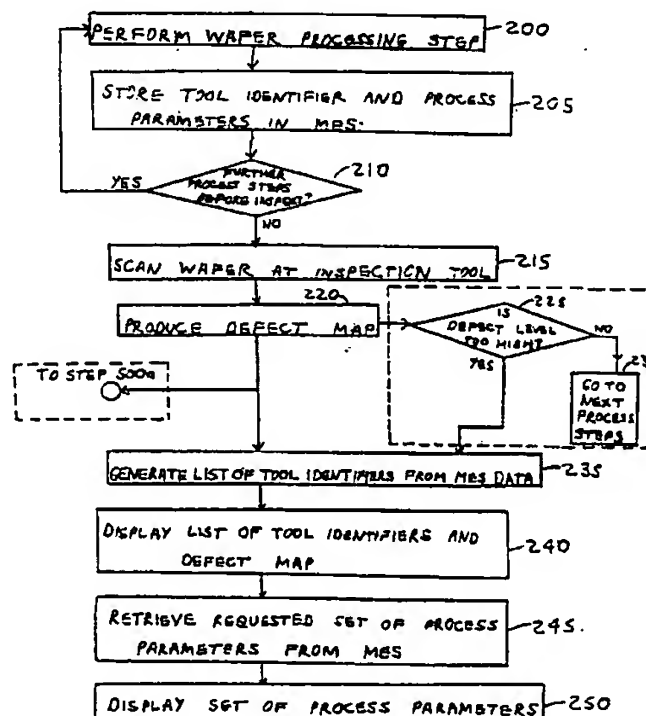 PERFORM WAFER PROCESSING STEP
200
STORE TOOL IDENTIFIER AND PROCESS
PARAMETERS IN MES.
205
FURTHER
PROCESS STEPS
BEFORE INSPECT?
210
YES
NO
SCAN WAFER AT INSPECTION TOOL
215
220
PRODUCE DEFECT MAP
IS
DEFECT LEVEL
TOO HIGH?
225
NO
YES
23
GO TO
NEXT
PROCESS
STEPS
TO STEP 500a
GENERATE LIST OF TOOL IDENTIFIERS FROM MES DATA
235
DISPLAY LIST OF TOOL IDENTIFIERS AND
DEFECT MAP
240
RETRIEVE REQUESTED SET OF PROCESS
PARAMETERS FROM MES
245.
DISPLAY SET OF PROCESS PARAMETERS
250